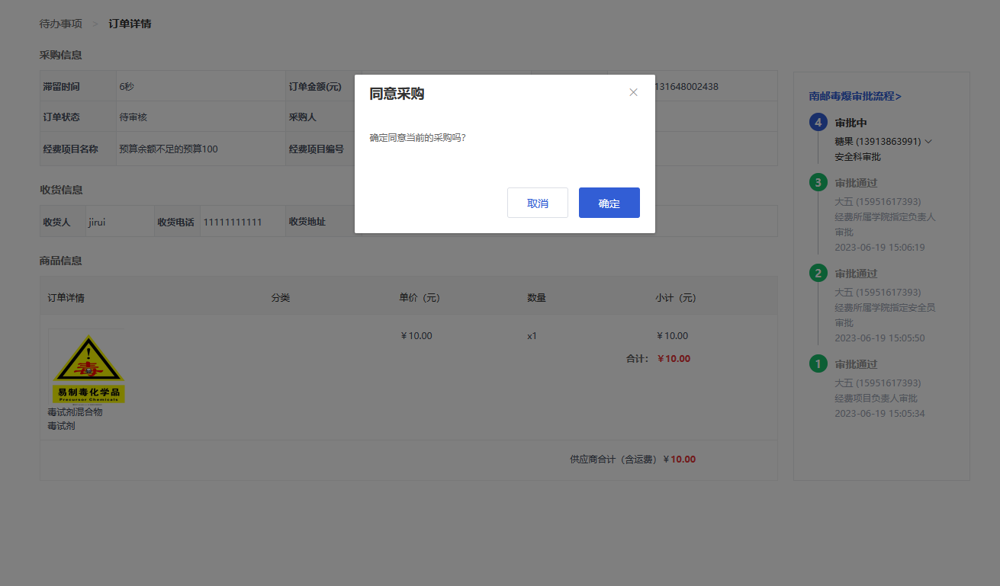 待办事项 > 订单详情
采购信息
滞留时间 6秒 订单金额(元) 131648002438
订单状态 待审核 采购人
经费项目名称 预算余额不足的预算100 经费项目编号
收货信息
收货人 jirui 收货电话 11111111111 收货地址
商品信息
订单详情 分类 单价（元） 数量 小计（元）
￥10.00 x1 ￥10.00
合计： ￥10.00
毒
易制毒化学品
Precursor Chemicals
毒试剂混合物
毒试剂
供应商合计（含运费）￥10.00
同意采购
确定同意当前的采购吗?
取消 确定
南邮毒爆审批流程>
4 审批中
糖果 (13913863991)
安全科审批
3 审批通过
大五 (15951617393)
经费所属学院指定负责人
审批
2023-06-19 15:06:19
2 审批通过
大五 (15951617393)
经费所属学院指定安全员
审批
2023-06-19 15:05:50
1 审批通过
大五 (15951617393)
经费项目负责人审批
2023-06-19 15:05:34